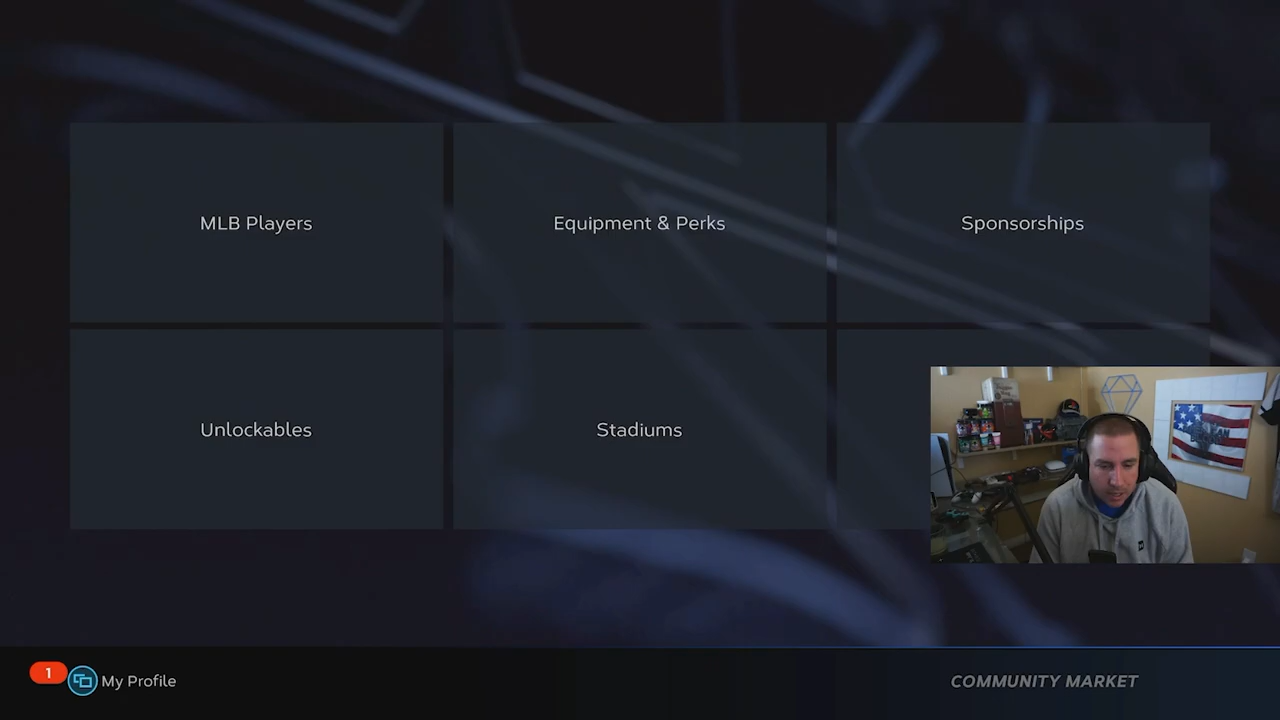 MLB Players
Equipment & Perks
Sponsorships
Unlockables
Stadiums
1
My Profile
COMMUNITY MARKET